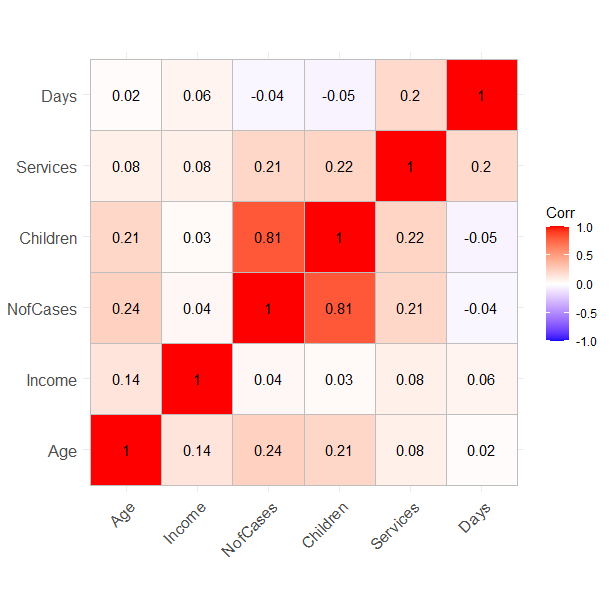 Days 0.02 0.06 -0.04 -0.05 0.2 1
Services 0.08 0.08 0.21 0.22 1 0.2
Children 0.21 0.03 0.81 1 0.22 -0.05
NofCases 0.24 0.04 1 0.81 0.21 -0.04
Income 0.14 1 0.04 0.03 0.08 0.06
Age 1 0.14 0.24 0.21 0.08 0.02
Age Income NofCases Children Services Days
Corr
1.0
0.5
0.0
-0.5
-1.0